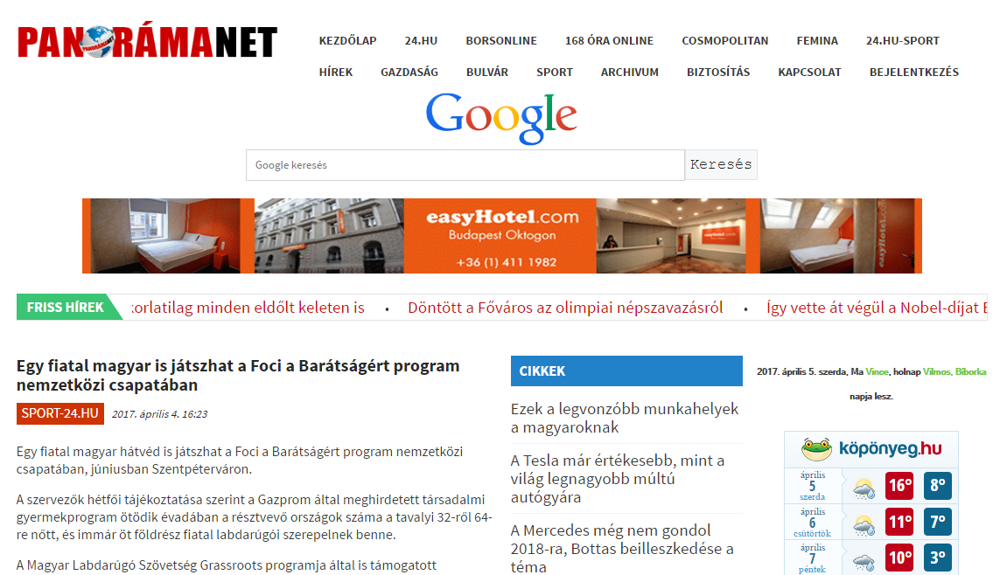 PANORÁMANET
KEZDŐLAP 24.HU BORSONLINE 168 ÓRA ONLINE COSMOPOLITAN FEMINA 24.HU-SPORT
HÍREK GAZDASÁG BULVÁR SPORT ARCHIVUM BIZTOSÍTÁS KAPCSOLAT BEJELENTKEZÉS
Google
Google keresés Keresés
easyHotel.com
Budapest Oktogon
+36 (1) 411 1982
FRISS HÍREK korlatilag minden eldőlt keleten is • Döntött a Főváros az olimpiai népszavazásról • Így vette át végül a Nobel-díjat
Egy fiatal magyar is játszhat a Foci a Barátságért program
nemzetközi csapatában
SPORT-24.HU 2017. április 4. 16:23
Egy fiatal magyar hátvéd is játszhat a Foci a Barátságért program nemzetközi
csapatában, júniusban Szentpéterváron.
A szervezők hétfői tájékoztatása szerint a Gazprom által meghirdetett társadalmi
gyermekprogram ötödik évadában a résztvevő országok száma a tavalyi 32-ről 64-
re nőtt, és immár öt földrész fiatal labdarúgói szerepelnek benne.
A Magyar Labdarúgó Szövetség Grassroots programja által is támogatott
CIKKEK
Ezek a legvonzóbb munkahelyek
a magyaroknak
A Tesla már értékesebb, mint a
világ legnagyobb múltú
autógyára
A Mercedes még nem gondol
2018-ra, Bottas beilleszkedése a
téma
2017. április 5. szerda, Ma Vince, holnap Vilmos, Bíborka
napja lesz.
köpönyeg.hu
április
5 16° 8°
szerda
április
6 11° 7°
csütörtök
április
7 10° 3°
péntek